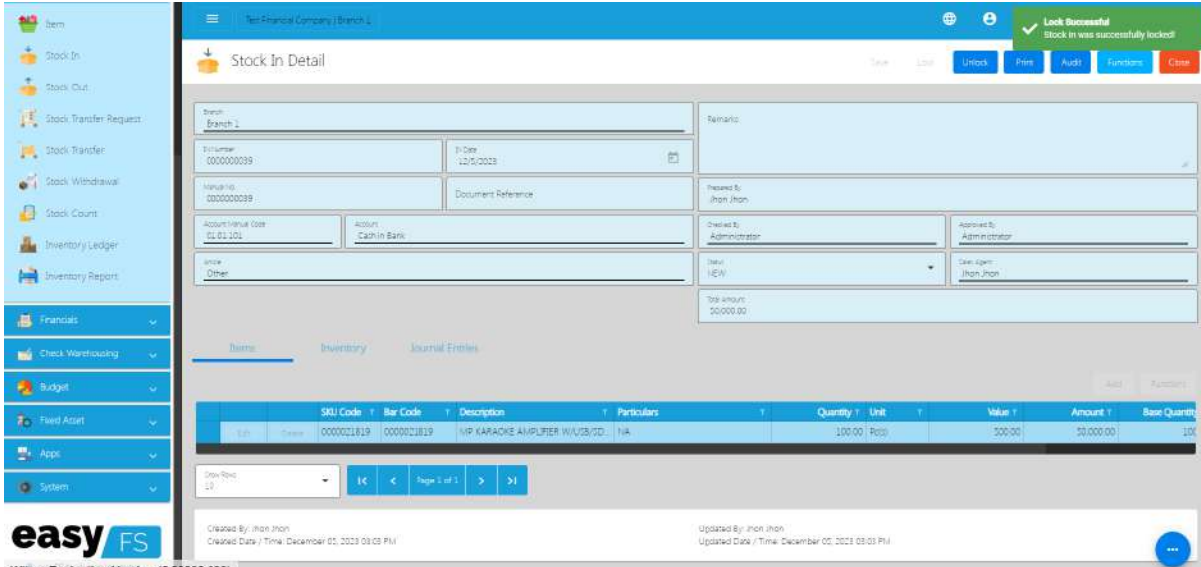 Item
Stock In
Stock Out
Stock Transfer Request
Stock Transfer
Stock Withdrawal
Stock Count
Inventory Ledger
Inventory Report
Financials
Check Warehousing
Budget
Fixed Asset
Apps
System
easy FS
Test Financial Company | Branch 1
Lock Successful
Stock in was successfully locked!
Stock In Detail
Save Lock Unlock Print Audit Functions Close
Branch
Branch 1
Remarks
IN Number
0000000039
IN Date
12/5/2023
Manual No.
0000000039
Document Reference
Prepared By
Jhon Jhon
Account Manual Code
01.01.101
Account
Cash in Bank
Checked By
Administrator
Approved By
Administrator
Article
Other
Status
NEW
Sales Agent
Jhon Jhon
Total Amount
50,000.00
Items Inventory Journal Entries
Add
SKU Code Bar Code Description Particulars Quantity Unit Value Amount Base Quantity
Edit Delete 0000021819 0000021819 MP KARAOKE AMPLIFIER W/USB/SD... NA 100.00 Pc(s) 500.00 50,000.00 100
Show Rows
10
Page 1 of 1
Created By: Jhon Jhon
Created Date / Time: December 05, 2023 03:03 PM
Updated By: Jhon Jhon
Updated Date / Time: December 05, 2023 03:03 PM